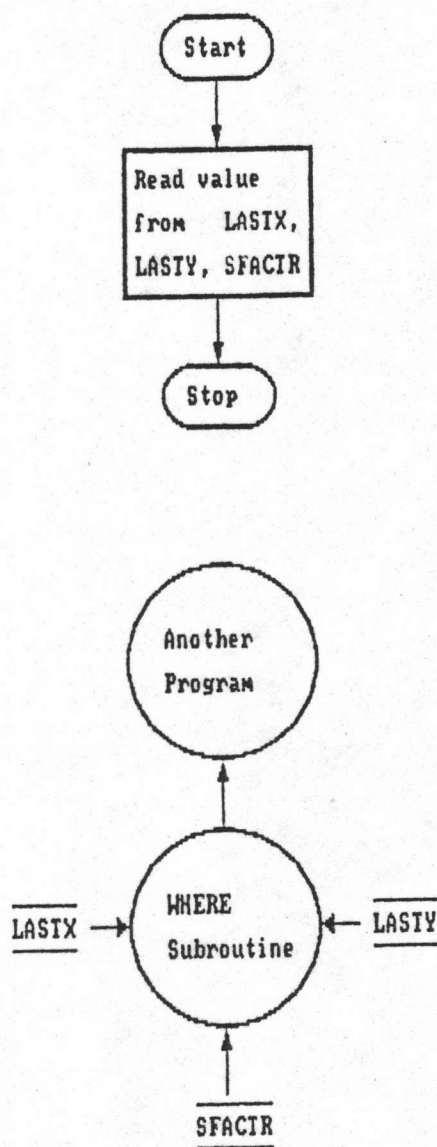 Start
Read value
from LASTX,
LASTY, SFACTR
Stop
Another
Program
WHERE
Subroutine
LASTX
LASTY
SFACTR